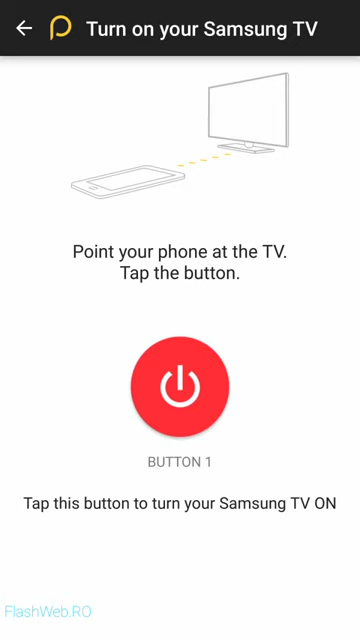 Turn on your Samsung TV
Point your phone at the TV.
Tap the button.
BUTTON 1
Tap this button to turn your Samsung TV ON
FlashWeb.RO